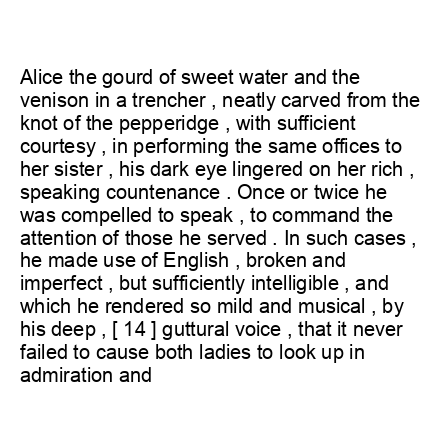 Alice the gourd of sweet water and the
venison in a trencher , neatly carved from the
knot of the pepperidge , with sufficient
courtesy , in performing the same offices to
her sister , his dark eye lingered on her rich ,
speaking countenance . Once or twice he
was compelled to speak , to command the
attention of those he served . In such cases ,
he made use of English , broken and
imperfect , but sufficiently intelligible , and
which he rendered so mild and musical , by
his deep , [ 14 ] guttural voice , that it never
failed to cause both ladies to look up in
admiration and